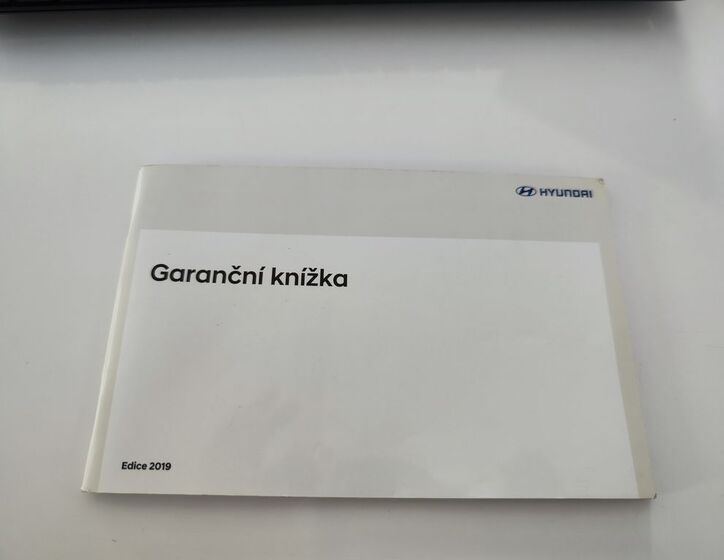 HYUNDAI
Garanční knížka
Edice 2019